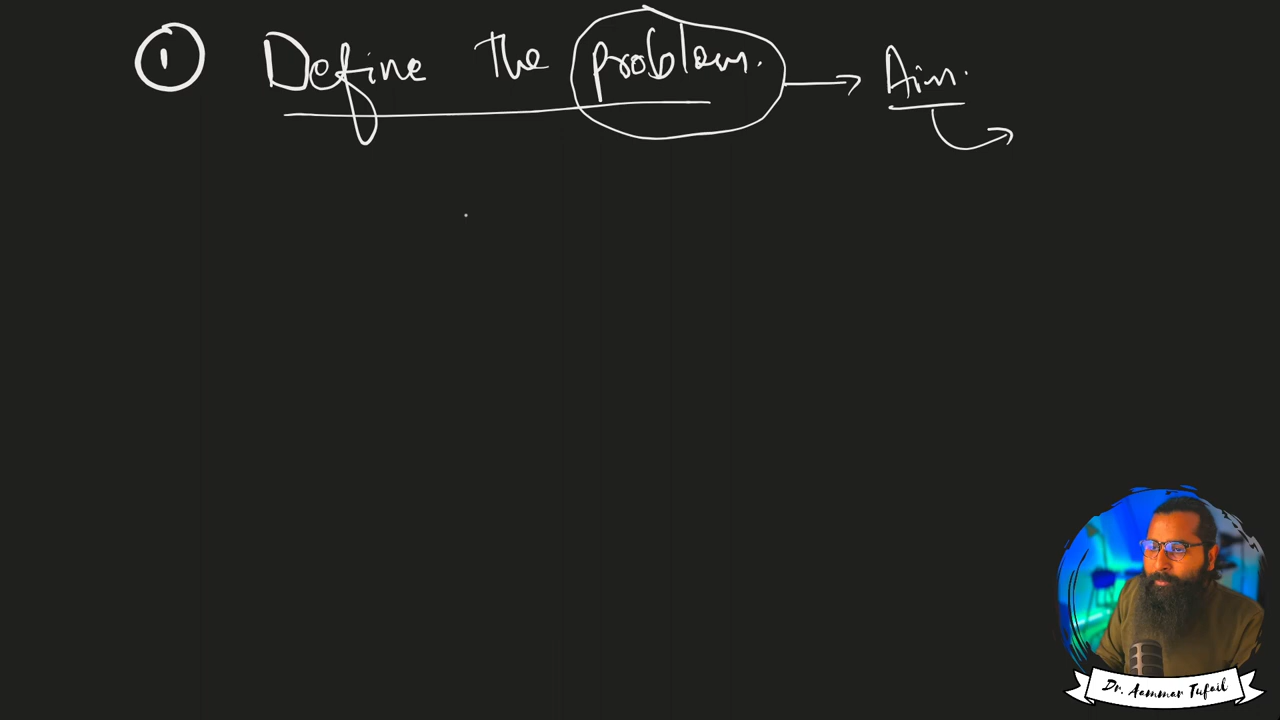 ① Define the problem. → Aim.
Dr. Aammar Tufail